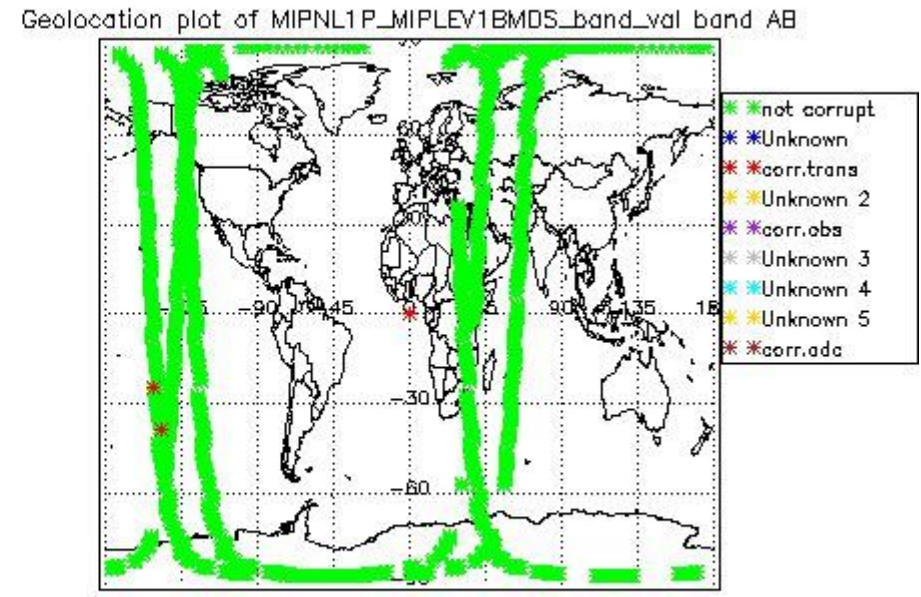 Geolocation plot of MIPNL1P_MIPLEV1BMDS_band_val band AB
not corrupt
Unknown
corr.trans
Unknown 2
corr.obs
Unknown 3
Unknown 4
Unknown 5
corr.adc
60
-90 45 90 135
-30
-60